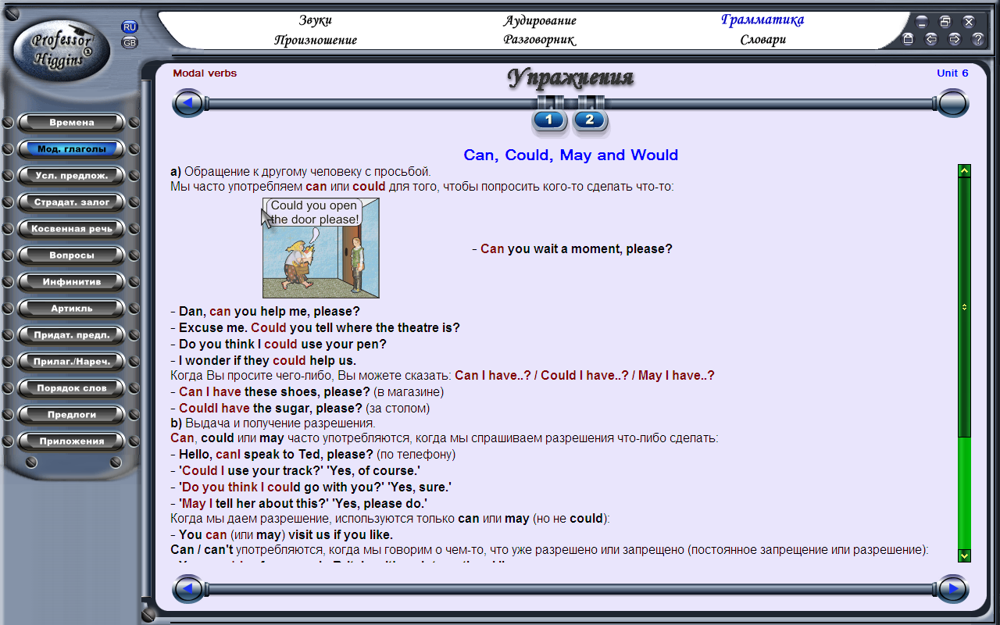 Professor
Higgins
RU
GB
Звуки
Аудирование
Грамматика
Произношение
Разговорник
Словари
Modal verbs
Упражнения
Unit 6
1
2
Времена
Мод. глаголы
Усл. предлож.
Страдат. залог
Косвенная речь
Вопросы
Инфинитив
Артикль
Придат. предл.
Прилаг./Нареч.
Порядок слов
Предлоги
Приложения
Can, Could, May and Would
a) Обращение к другому человеку с просьбой.
Мы часто употребляем can или could для того, чтобы попросить кого-то сделать что-то:
Could you open
the door please!
- Can you wait a moment, please?
- Dan, can you help me, please?
- Excuse me. Could you tell where the theatre is?
- Do you think I could use your pen?
- I wonder if they could help us.
Когда Вы просите чего-либо, Вы можете сказать: Can I have..? / Could I have..? / May I have..?
- Can I have these shoes, please? (в магазине)
- CouldI have the sugar, please? (за столом)
b) Выдача и получение разрешения.
Can, could или may часто употребляются, когда мы спрашиваем разрешения что-либо сделать:
- Hello, canI speak to Ted, please? (по телефону)
- 'Could I use your track?' 'Yes, of course.'
- 'Do you think I could go with you?' 'Yes, sure.'
- 'May I tell her about this?' 'Yes, please do.'
Когда мы даем разрешение, используются только can или may (но не could):
- You can (или may) visit us if you like.
Can / can't употребляются, когда мы говорим о чем-то, что уже разрешено или запрещено (постоянное запрещение или разрешение):